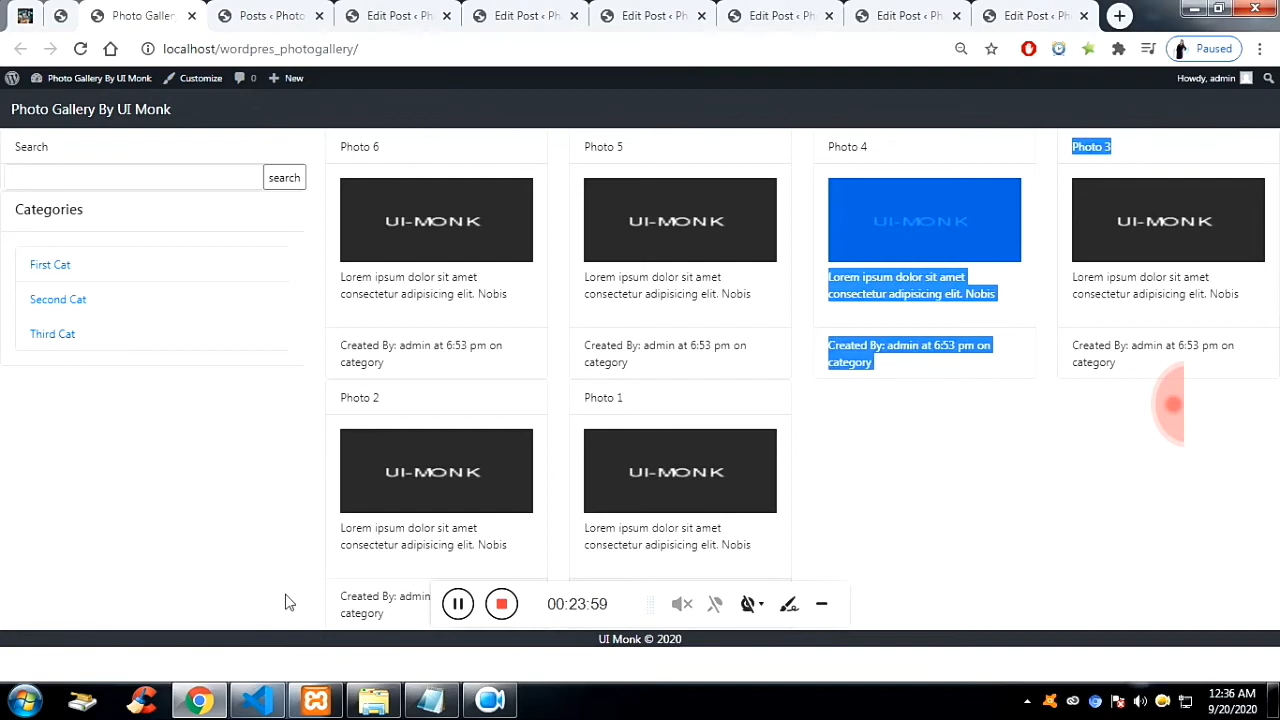 Photo Galler
Posts ‹ Photo
Edit Post ‹ Ph
Edit Post ‹ Ph
Edit Post ‹ Ph
Edit Post ‹ Ph
Edit Post ‹ Ph
Edit Post ‹ Ph
localhost/wordpres_photogallery/
Paused
Photo Gallery By UI Monk
Customize
0
New
Howdy, admin
Photo Gallery By UI Monk
Search
search
Categories
First Cat
Second Cat
Third Cat
Photo 6
UI-MONK
Lorem ipsum dolor sit amet
consectetur adipisicing elit. Nobis
Created By: admin at 6:53 pm on
category
Photo 5
UI-MONK
Lorem ipsum dolor sit amet
consectetur adipisicing elit. Nobis
Created By: admin at 6:53 pm on
category
Photo 4
UI-MONK
Lorem ipsum dolor sit amet
consectetur adipisicing elit. Nobis
Created By: admin at 6:53 pm on
category
Photo 3
UI-MONK
Lorem ipsum dolor sit amet
consectetur adipisicing elit. Nobis
Created By: admin at 6:53 pm on
category
Photo 2
UI-MONK
Lorem ipsum dolor sit amet
consectetur adipisicing elit. Nobis
Created By: admin
category
Photo 1
UI-MONK
Lorem ipsum dolor sit amet
consectetur adipisicing elit. Nobis
00:23:59
UI Monk © 2020
12:36 AM
9/20/2020